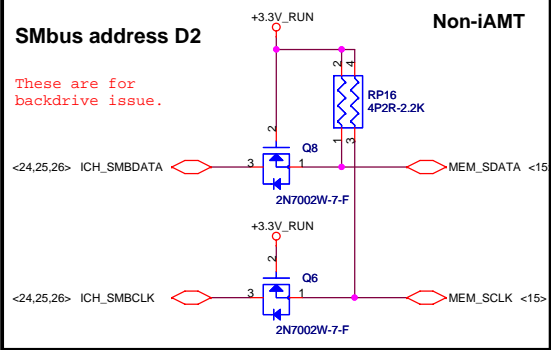 +3.3V_RUN
Non-iAMT
SMbus address D2
These are for
backdrive issue.
2
4
RP16
4P2R-2.2K
1
3
2
Q8
<24,25,26> ICH_SMBDATA
3
1
MEM_SDATA <15
2N7002W-7-F
+3.3V_RUN
2
Q6
<24,25,26> ICH_SMBCLK
3
1
MEM_SCLK <15>
2N7002W-7-F